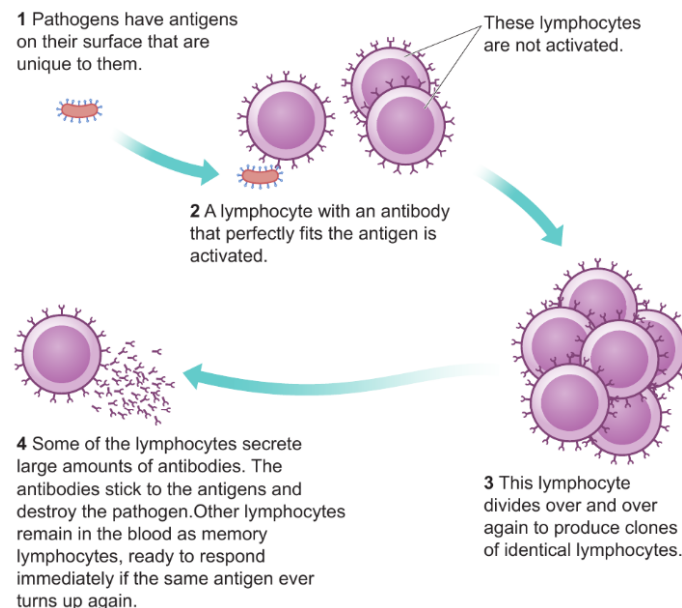 1 Pathogens have antigens
on their surface that are
unique to them.
These lymphocytes
are not activated.
2 A lymphocyte with an antibody
that perfectly fits the antigen is
activated.
3 This lymphocyte
divides over and over
again to produce clones
of identical lymphocytes.
4 Some of the lymphocytes secrete
large amounts of antibodies. The
antibodies stick to the antigens and
destroy the pathogen.Other lymphocytes
remain in the blood as memory
lymphocytes, ready to respond
immediately if the same antigen ever
turns up again.